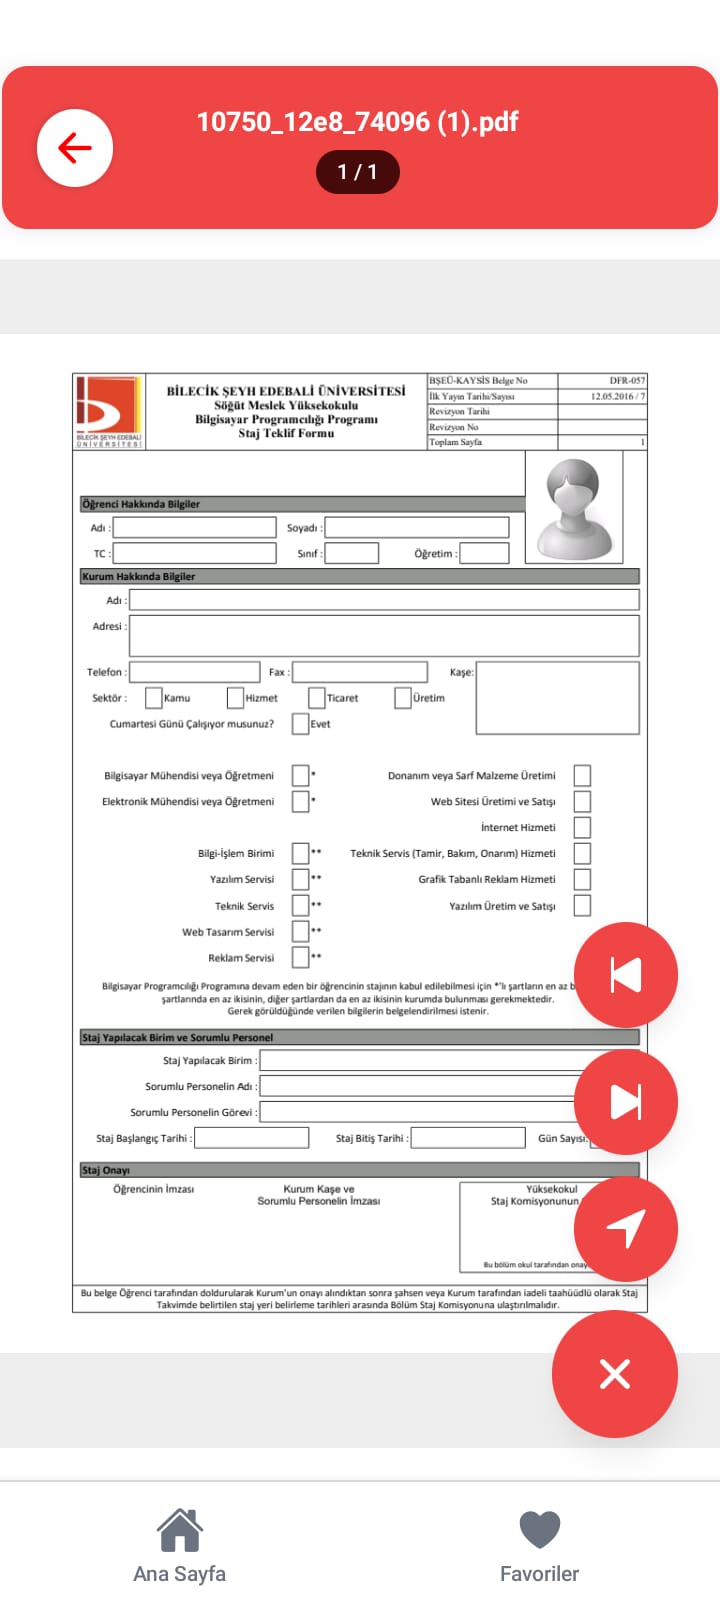 10750_12e8_74096 (1).pdf
1 / 1
BİLECİK ŞEYH EDEBALİ ÜNİVERSİTESİ
BİLECİK ŞEYH EDEBALİ ÜNİVERSİTESİ
Söğüt Meslek Yüksekokulu
Bilgisayar Programcılığı Programı
Staj Teklif Formu
BŞEÜ-KAYSİS Belge No DFR-057
İlk Yayın Tarihi/Sayısı 12.05.2016 / 7
Revizyon Tarihi
Revizyon No
Toplam Sayfa 1
Öğrenci Hakkında Bilgiler
Adı : Soyadı :
TC : Sınıf : Öğretim :
Kurum Hakkında Bilgiler
Adı :
Adresi :
Telefon : Fax : Kaşe:
Sektör : Kamu Hizmet Ticaret Üretim
Cumartesi Günü Çalışıyor musunuz? Evet
Bilgisayar Mühendisi veya Öğretmeni * Donanım veya Sarf Malzeme Üretimi
Elektronik Mühendisi veya Öğretmeni * Web Sitesi Üretimi ve Satışı
İnternet Hizmeti
Bilgi-İşlem Birimi ** Teknik Servis (Tamir, Bakım, Onarım) Hizmeti
Yazılım Servisi ** Grafik Tabanlı Reklam Hizmeti
Teknik Servis ** Yazılım Üretim ve Satışı
Web Tasarım Servisi **
Reklam Servisi **
Bilgisayar Programcılığı Programına devam eden bir öğrencinin stajının kabul edilebilmesi için *'lı şartların en az b
şartlarında en az ikisinin, diğer şartlardan da en az ikisinin kurumda bulunması gerekmektedir.
Gerek görüldüğünde verilen bilgilerin belgelendirilmesi istenir.
Staj Yapılacak Birim ve Sorumlu Personel
Staj Yapılacak Birim :
Sorumlu Personelin Adı :
Sorumlu Personelin Görevi :
Staj Başlangıç Tarihi : Staj Bitiş Tarihi : Gün Sayısı:
Staj Onayı
Öğrencinin İmzası Kurum Kaşe ve Yüksekokul
Sorumlu Personelin İmzası Staj Komisyonunun
Bu bölüm okul tarafından onay
Bu belge Öğrenci tarafından doldurularak Kurum'un onayı alındıktan sonra şahsen veya Kurum tarafından iadeli taahüüdlü olarak Staj
Takvimde belirtilen staj yeri belirleme tarihleri arasında Bölüm Staj Komisyonuna ulaştırılmalıdır.
Ana Sayfa Favoriler